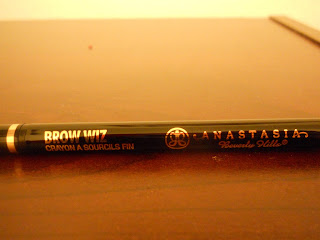 BROW WIZ
CRAYON A SOURCILS FIN
ANASTASIA
Beverly Hills®